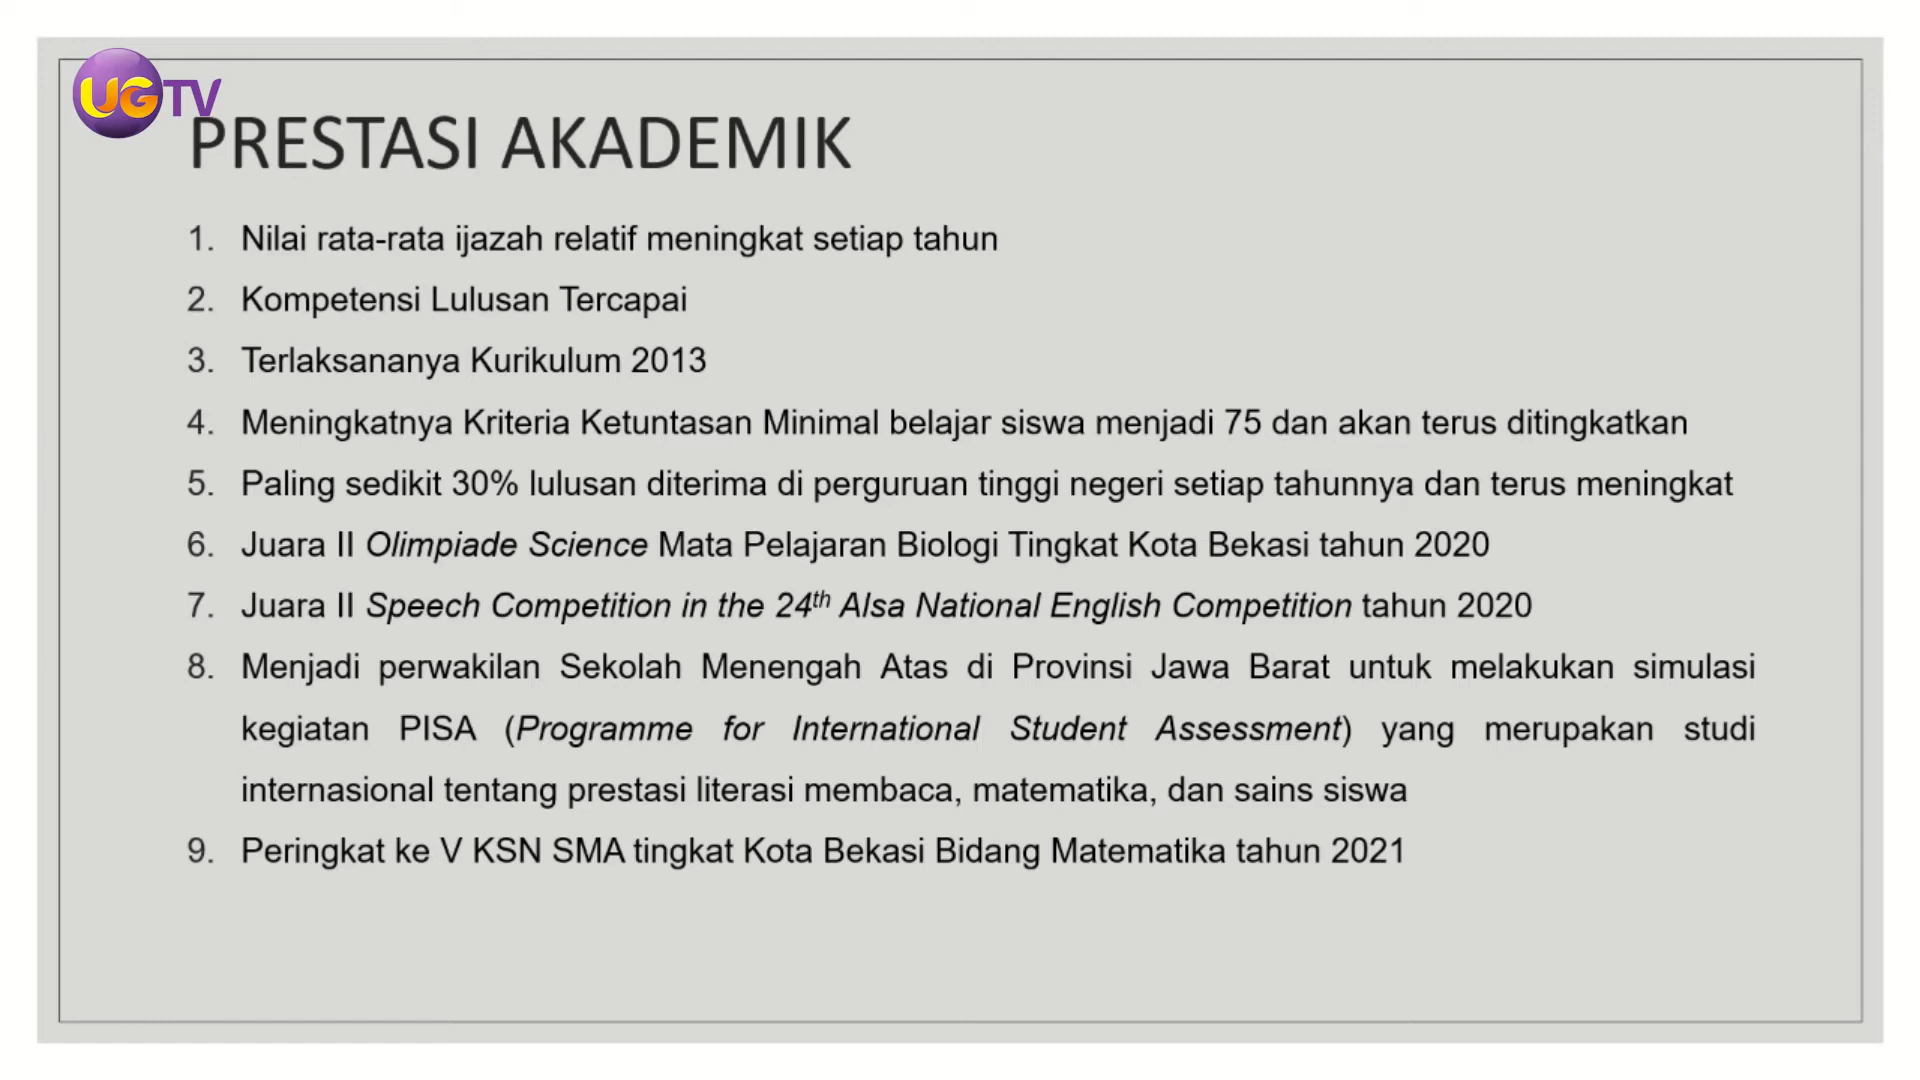 UGTV
PRESTASI AKADEMIK
1. Nilai rata-rata ijazah relatif meningkat setiap tahun
2. Kompetensi Lulusan Tercapai
3. Terlaksananya Kurikulum 2013
4. Meningkatnya Kriteria Ketuntasan Minimal belajar siswa menjadi 75 dan akan terus ditingkatkan
5. Paling sedikit 30% lulusan diterima di perguruan tinggi negeri setiap tahunnya dan terus meningkat
6. Juara II Olimpiade Science Mata Pelajaran Biologi Tingkat Kota Bekasi tahun 2020
7. Juara II Speech Competition in the 24th Alsa National English Competition tahun 2020
8. Menjadi perwakilan Sekolah Menengah Atas di Provinsi Jawa Barat untuk melakukan simulasi
kegiatan PISA (Programme for International Student Assessment) yang merupakan studi
internasional tentang prestasi literasi membaca, matematika, dan sains siswa
9. Peringkat ke V KSN SMA tingkat Kota Bekasi Bidang Matematika tahun 2021